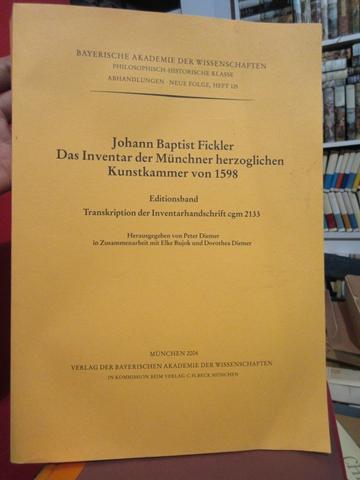 BAYERISCHE AKADEMIE DER WISSENSCHAFTEN
PHILOSOPHISCH-HISTORISCHE KLASSE
ABHANDLUNGEN · NEUE FOLGE, HEFT 125
Johann Baptist Fickler
Das Inventar der Münchner herzoglichen
Kunstkammer von 1598
Editionsband
Transkription der Inventarhandschrift cgm 2133
Herausgegeben von Peter Diemer
in Zusammenarbeit mit Elke Bujok und Dorothea Diemer
MÜNCHEN 2004
VERLAG DER BAYERISCHEN AKADEMIE DER WISSENSCHAFTEN
IN KOMMISSION BEIM VERLAG C.H.BECK MÜNCHEN